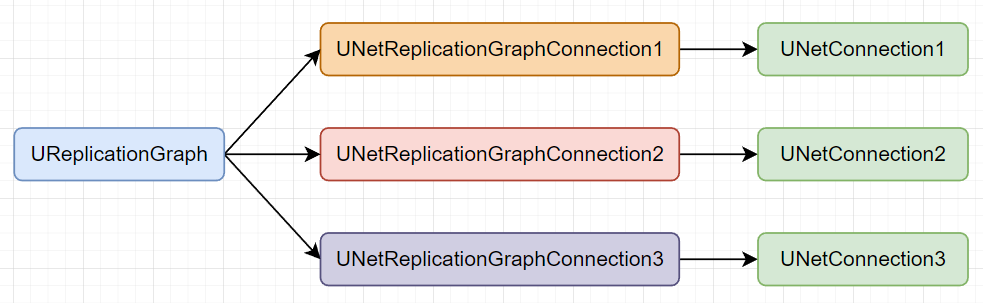 UNetReplicationGraphConnection1
UNetConnection1
UReplicationGraph
UNetReplicationGraphConnection2
UNetConnection2
UNetReplicationGraphConnection3
UNetConnection3